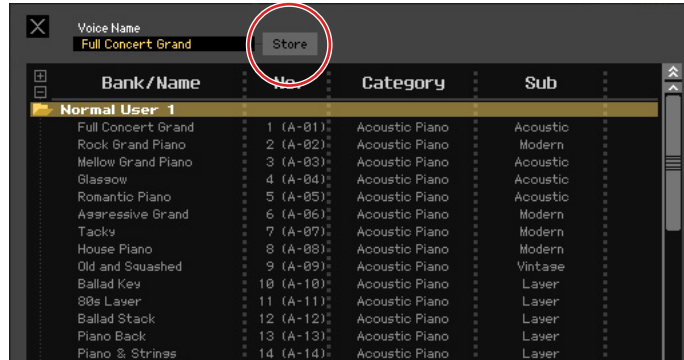 Voice Name
Full Concert Grand Store
Bank/Name No. Category Sub
Normal User 1
Full Concert Grand 1 (A-01) Acoustic Piano Acoustic
Rock Grand Piano 2 (A-02) Acoustic Piano Modern
Mellow Grand Piano 3 (A-03) Acoustic Piano Acoustic
Glasgow 4 (A-04) Acoustic Piano Acoustic
Romantic Piano 5 (A-05) Acoustic Piano Acoustic
Aggressive Grand 6 (A-06) Acoustic Piano Modern
Tacky 7 (A-07) Acoustic Piano Modern
House Piano 8 (A-08) Acoustic Piano Modern
Old and Squashed 9 (A-09) Acoustic Piano Vintage
Ballad Key 10 (A-10) Acoustic Piano Layer
80s Layer 11 (A-11) Acoustic Piano Layer
Ballad Stack 12 (A-12) Acoustic Piano Layer
Piano Back 13 (A-13) Acoustic Piano Layer
Piano & Strings 14 (A-14) Acoustic Piano Layer